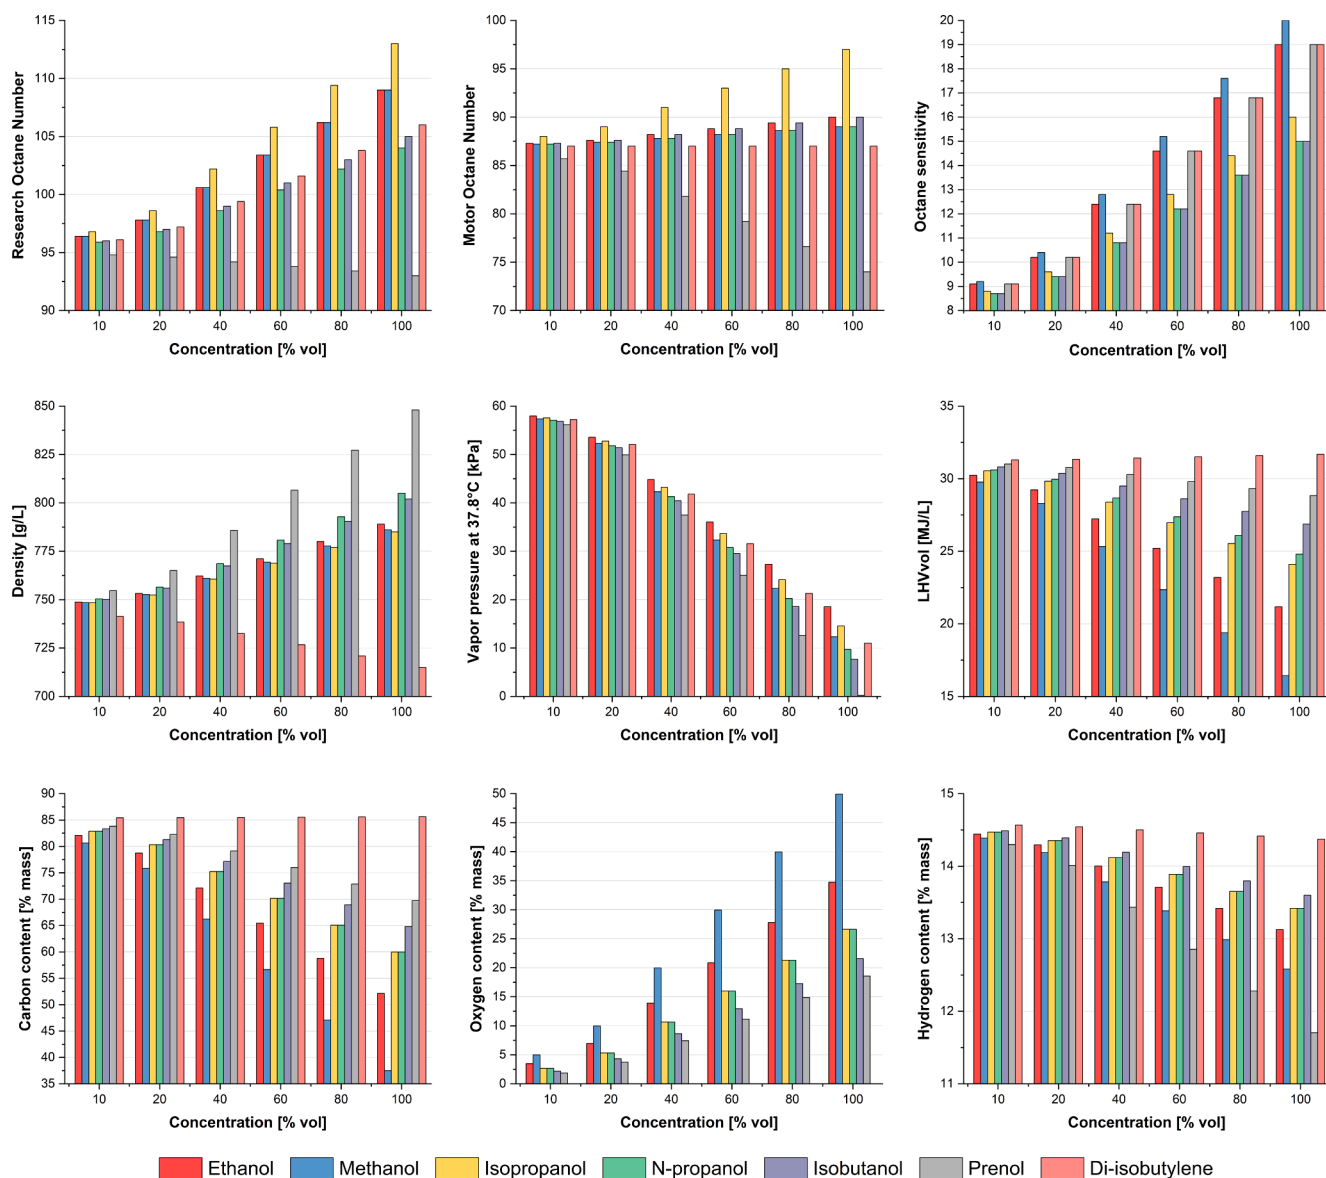 Research Octane Number
115
110
105
100
95
90
10 20 40 60 80 100
Concentration [% vol]
Motor Octane Number
100
95
90
85
80
75
70
10 20 40 60 80 100
Concentration [% vol]
Octane sensitivity
20
19
18
17
16
15
14
13
12
11
10
9
8
10 20 40 60 80 100
Concentration [% vol]
Density [g/L]
850
825
800
775
750
725
700
10 20 40 60 80 100
Concentration [% vol]
Vapor pressure at 37.8°C [kPa]
60
50
40
30
20
10
0
10 20 40 60 80 100
Concentration [% vol]
LHVvol [MJ/L]
35
30
25
20
15
10 20 40 60 80 100
Concentration [% vol]
Carbon content [% mass]
90
85
80
75
70
65
60
55
50
45
40
35
10 20 40 60 80 100
Concentration [% vol]
Oxygen content [% mass]
50
45
40
35
30
25
20
15
10
5
0
10 20 40 60 80 100
Concentration [% vol]
Hydrogen content [% mass]
15
14
13
12
11
10 20 40 60 80 100
Concentration [% vol]
Ethanol Methanol Isopropanol N-propanol Isobutanol Prenol Di-isobutylene